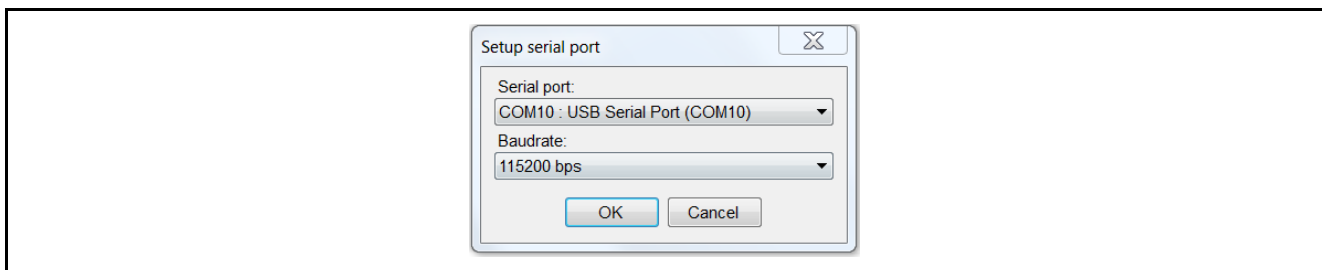 Setup serial port
Serial port:
COM10 : USB Serial Port (COM10)
Baudrate:
115200 bps
OK Cancel